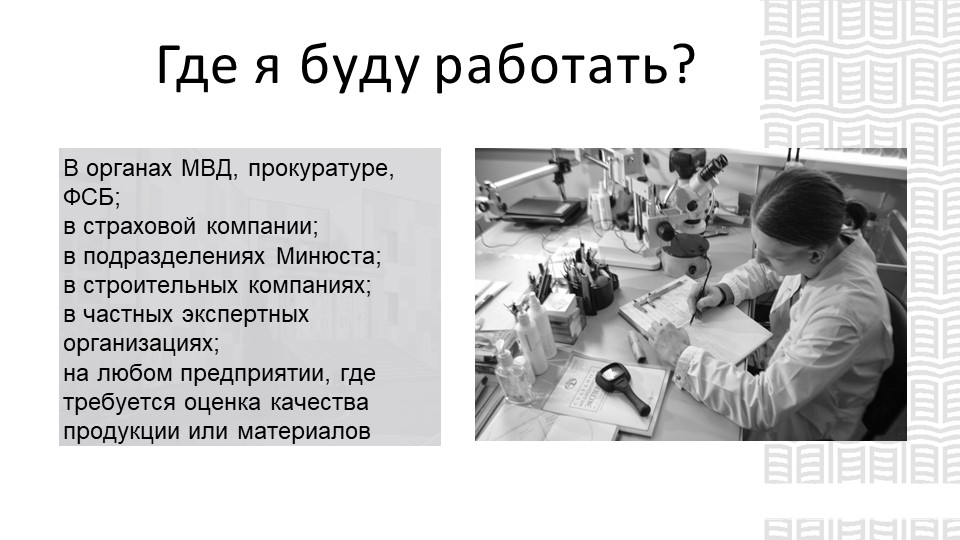 Где я буду работать?
В органах МВД, прокуратуре,
ФСБ;
в страховой компании;
в подразделениях Минюста;
в строительных компаниях;
в частных экспертных
организациях;
на любом предприятии, где
требуется оценка качества
продукции или материалов